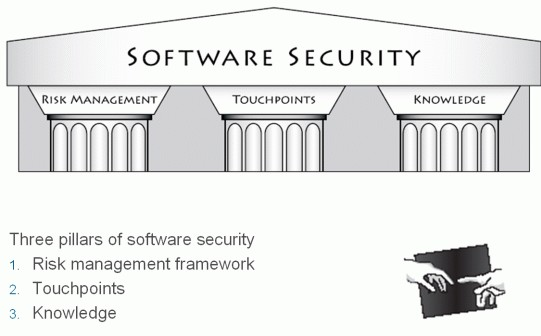 SOFTWARE SECURITY
RISK MANAGEMENT TOUCHPOINTS KNOWLEDGE
Three pillars of software security
1. Risk management framework
2. Touchpoints
3. Knowledge